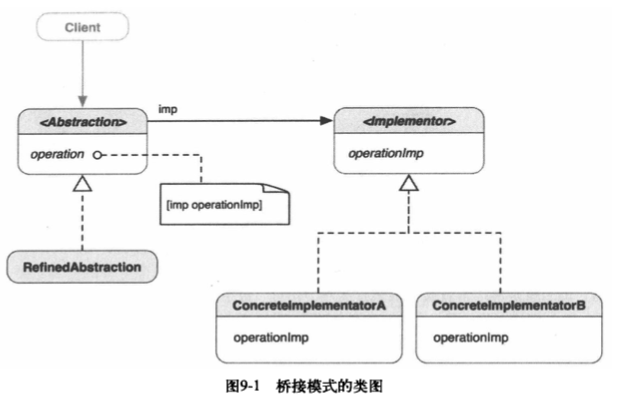 Client
imp
<Abstraction>
<Implementor>
operation
operationImp
[imp operationImp]
RefinedAbstraction
ConcreteImplementatorA
ConcreteImplementatorB
operationImp
operationImp
图9-1 桥接模式的类图